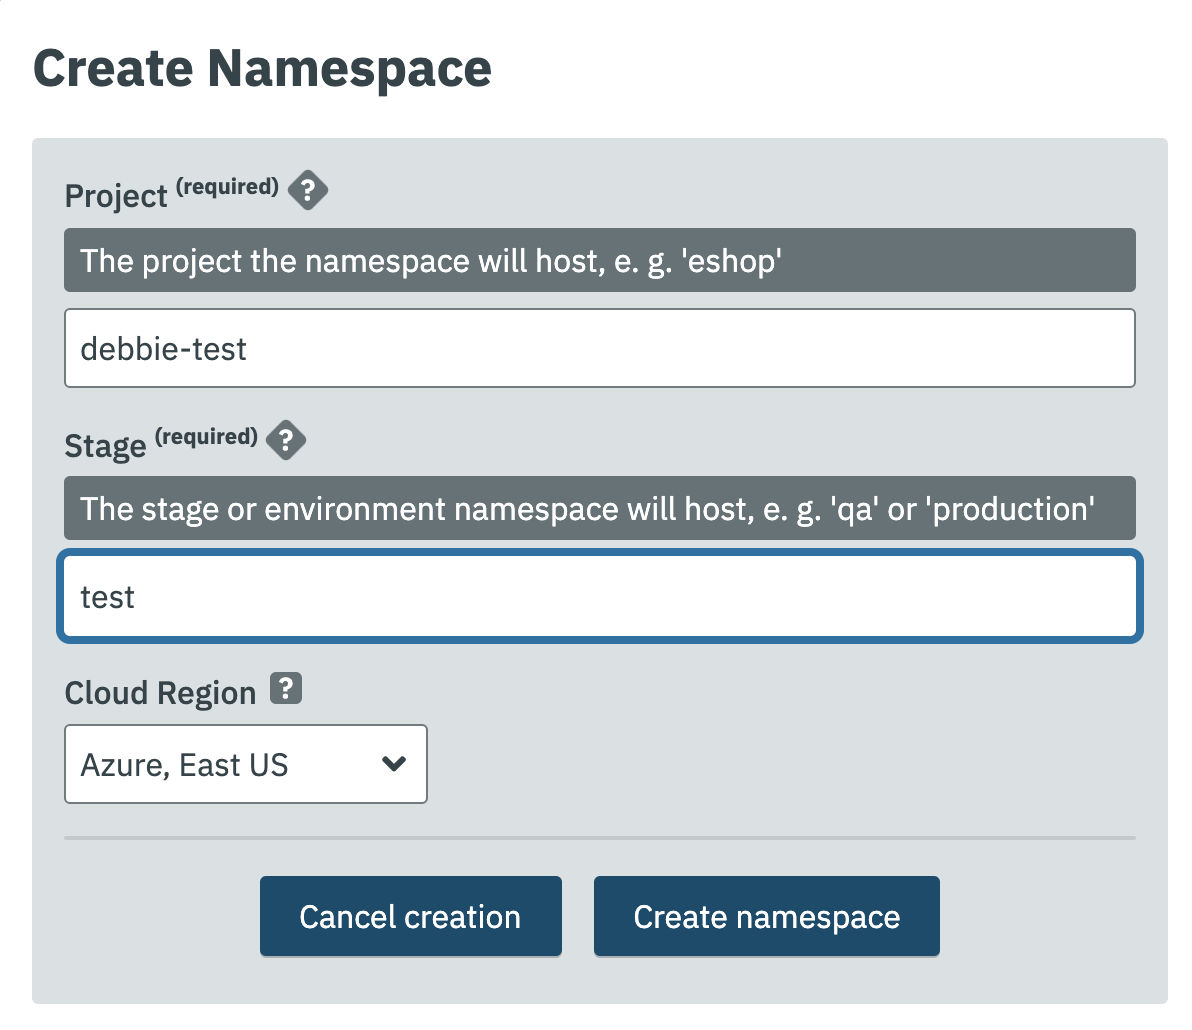 Create Namespace
Project (required) ?
The project the namespace will host, e. g. 'eshop'
debbie-test
Stage (required) ?
The stage or environment namespace will host, e. g. 'qa' or 'production'
test
Cloud Region ?
Azure, East US
Cancel creation Create namespace